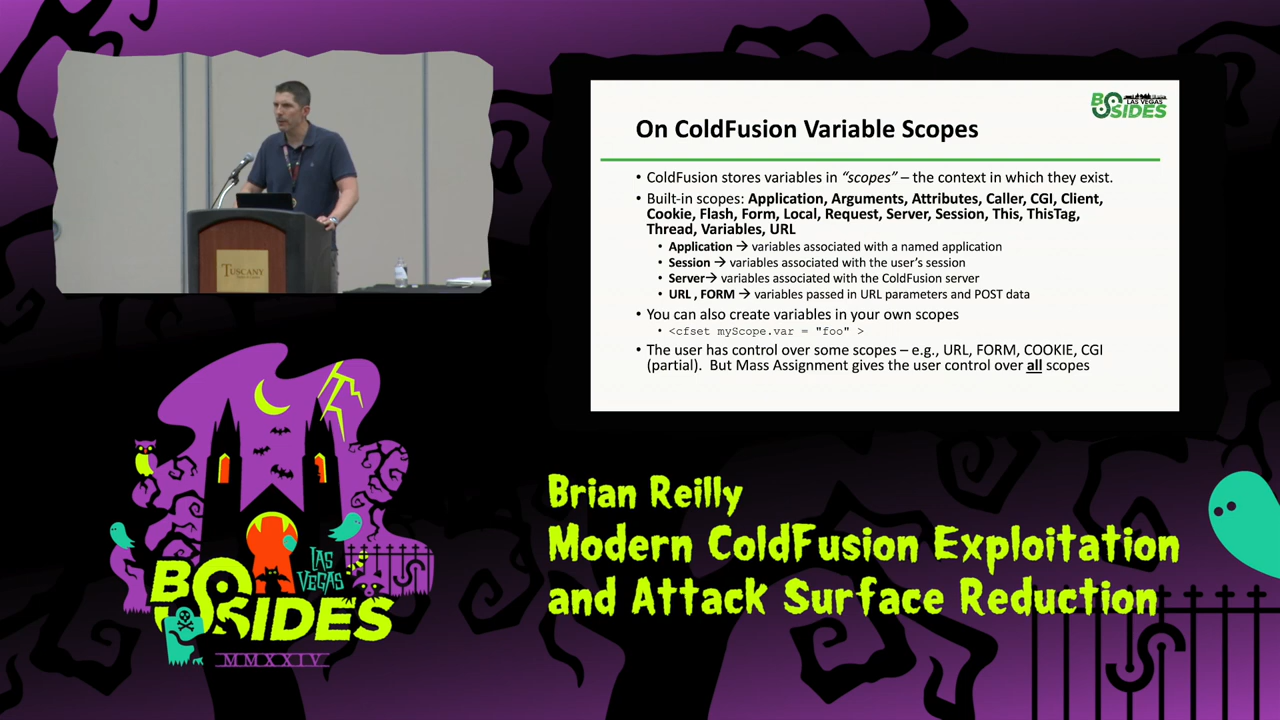 TUSCANY
BSIDES
LAS VEGAS
On ColdFusion Variable Scopes
• ColdFusion stores variables in “scopes” – the context in which they exist.
• Built-in scopes: Application, Arguments, Attributes, Caller, CGI, Client,
Cookie, Flash, Form, Local, Request, Server, Session, This, ThisTag,
Thread, Variables, URL
• Application → variables associated with a named application
• Session → variables associated with the user’s session
• Server→ variables associated with the ColdFusion server
• URL , FORM → variables passed in URL parameters and POST data
• You can also create variables in your own scopes
• <cfset myScope.var = "foo" >
• The user has control over some scopes – e.g., URL, FORM, COOKIE, CGI
(partial).  But Mass Assignment gives the user control over all scopes
LAS
VEGAS
BSIDES
MMXXIV
Brian Reilly
Modern ColdFusion Exploitation
and Attack Surface Reduction